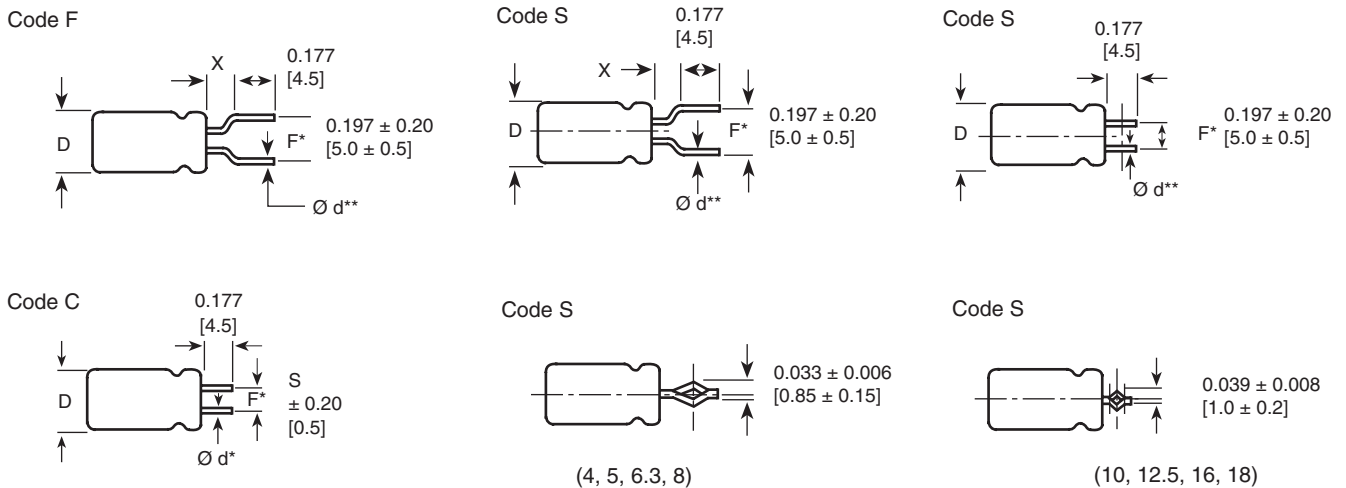 Code F
X
0.177
[4.5]
D
F*
0.197 ± 0.20
[5.0 ± 0.5]
Ø d**
Code S
0.177
[4.5]
X
D
F*
0.197 ± 0.20
[5.0 ± 0.5]
Ø d**
Code S
0.177
[4.5]
D
F*
0.197 ± 0.20
[5.0 ± 0.5]
Ø d**
Code C
0.177
[4.5]
D
F*
S
± 0.20
[0.5]
Ø d*
Code S
0.033 ± 0.006
[0.85 ± 0.15]
(4, 5, 6.3, 8)
Code S
0.039 ± 0.008
[1.0 ± 0.2]
(10, 12.5, 16, 18)